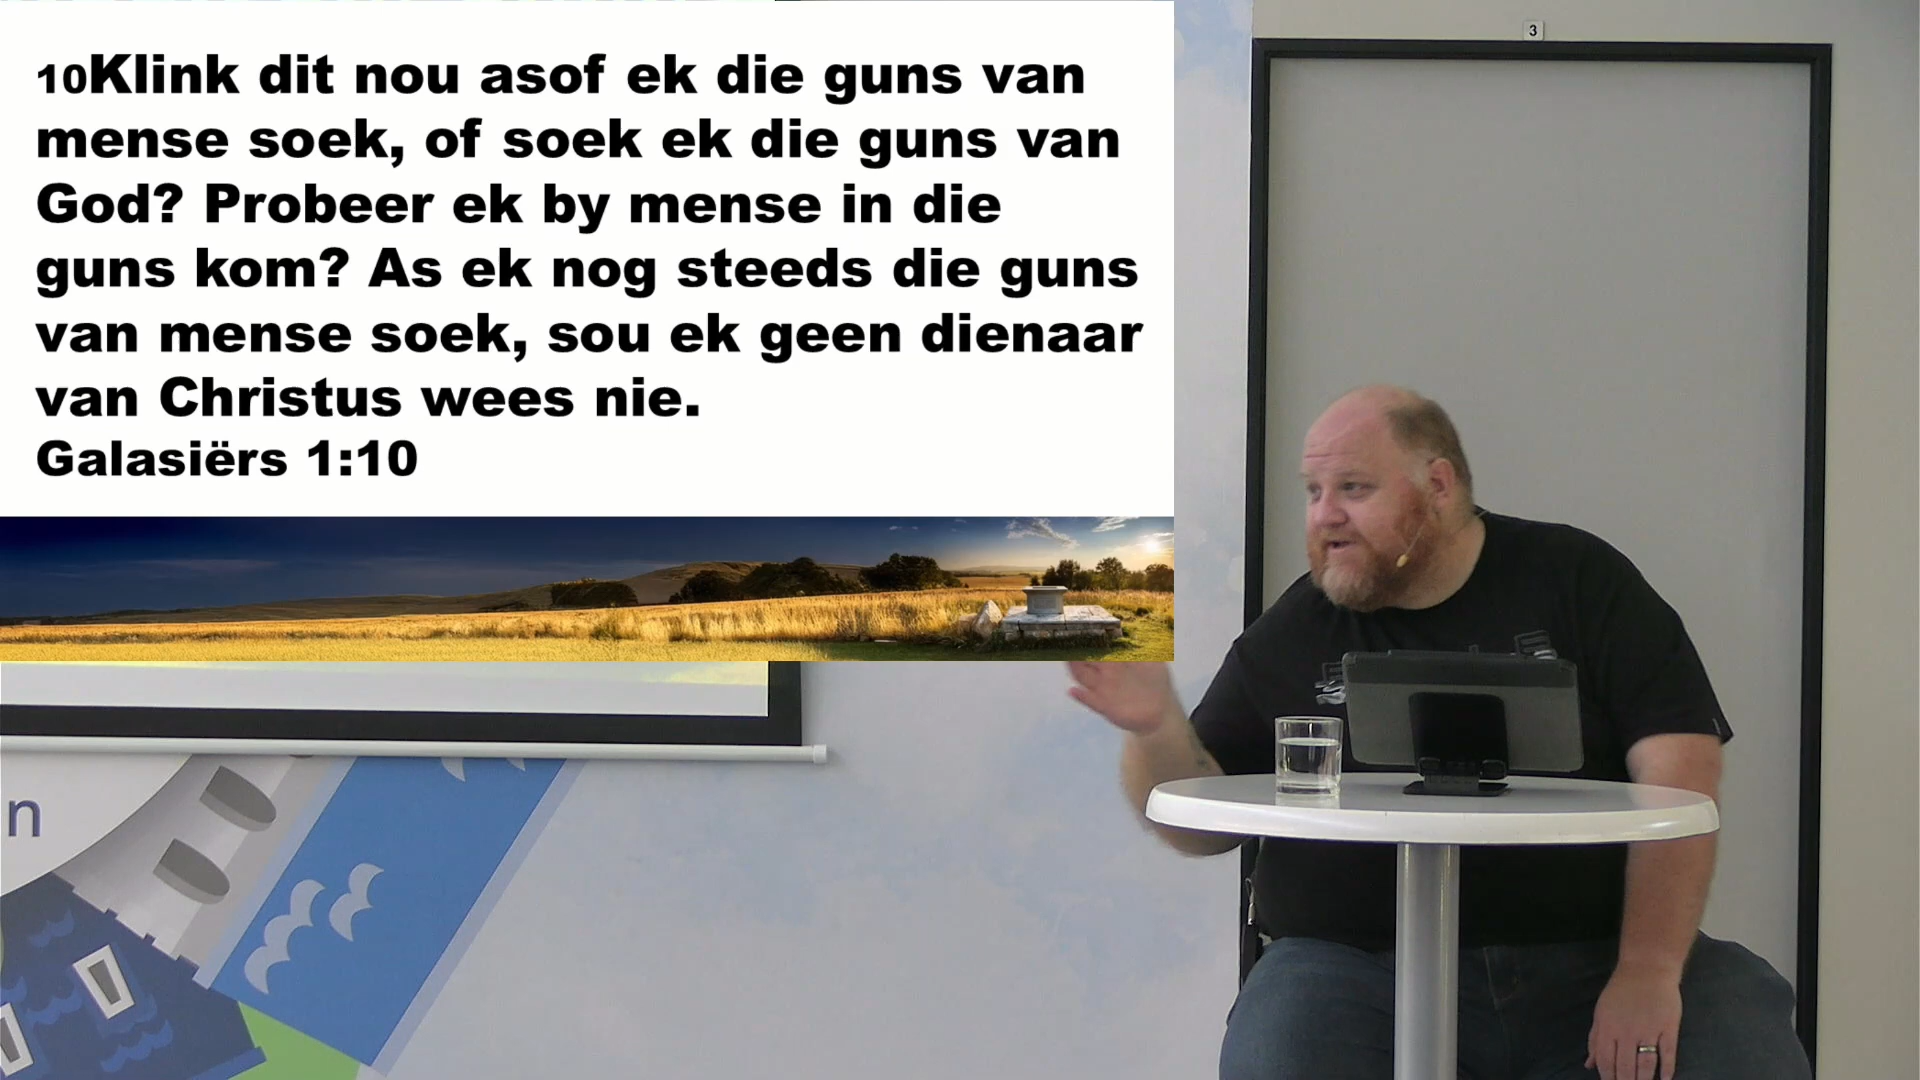 3
10Klink dit nou asof ek die guns van
mense soek, of soek ek die guns van
God? Probeer ek by mense in die
guns kom? As ek nog steeds die guns
van mense soek, sou ek geen dienaar
van Christus wees nie.
Galasiërs 1:10
n